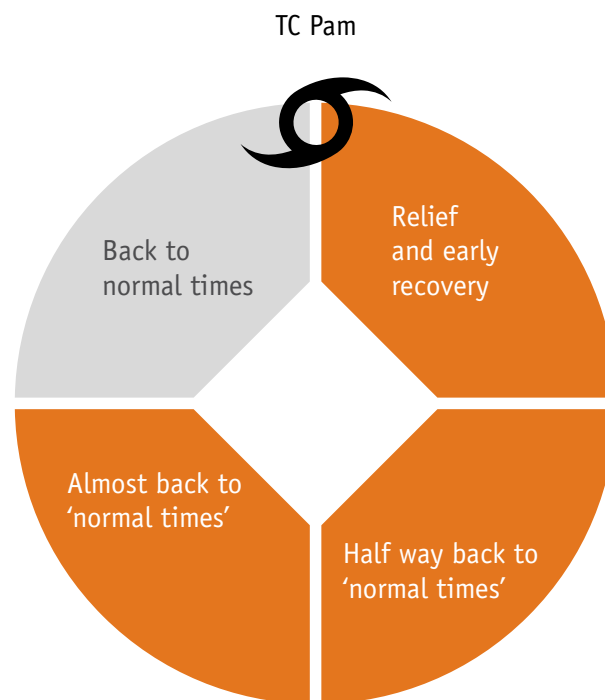 TC Pam
Relief
and early
recovery
Half way back to
‘normal times’
Almost back to
‘normal times’
Back to
normal times